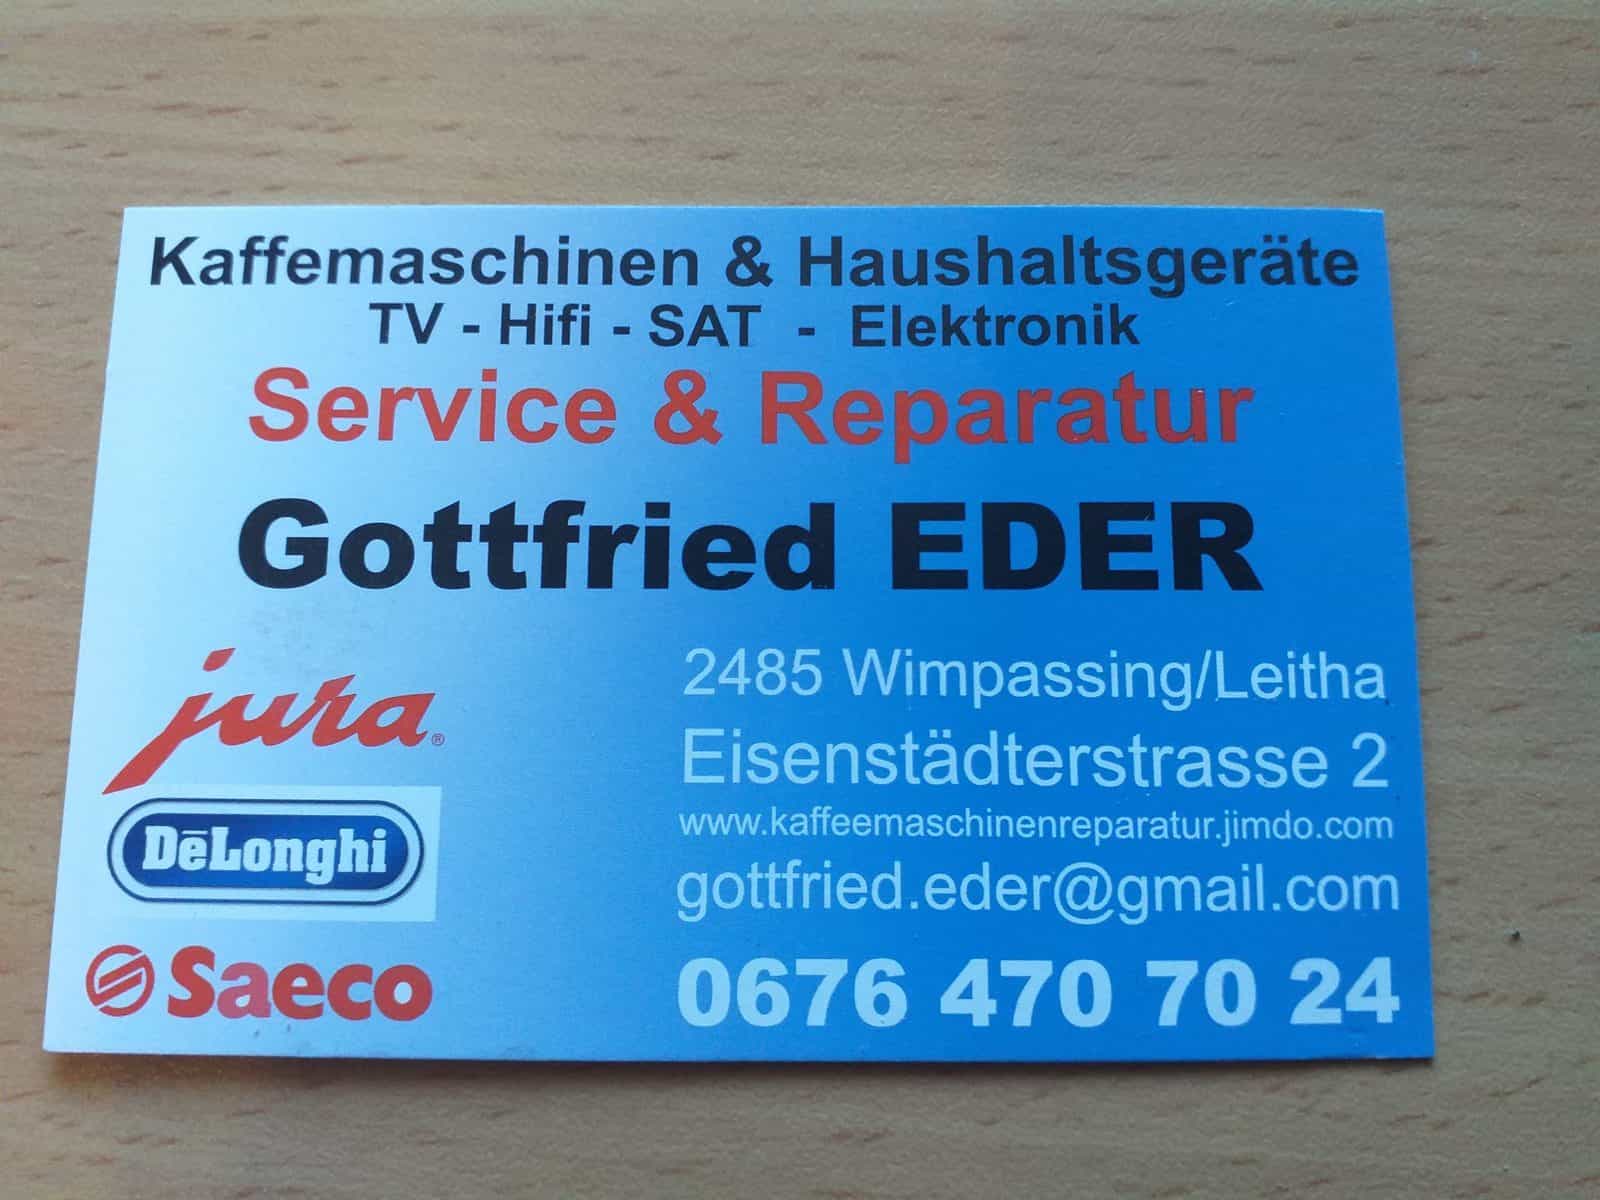 Kaffemaschinen & Haushaltsgeräte
TV - Hifi - SAT - Elektronik
Service & Reparatur
Gottfried EDER
jura®
DēLonghi
Saeco
2485 Wimpassing/Leitha
Eisenstädterstrasse 2
www.kaffeemaschinenreparatur.jimdo.com
gottfried.eder@gmail.com
0676 470 70 24